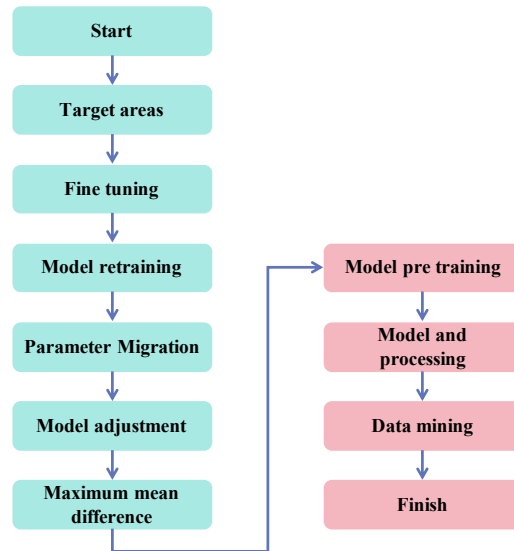 Start
Target areas
Fine tuning
Model retraining
Parameter Migration
Model adjustment
Maximum mean
difference
Model pre training
Model and
processing
Data mining
Finish